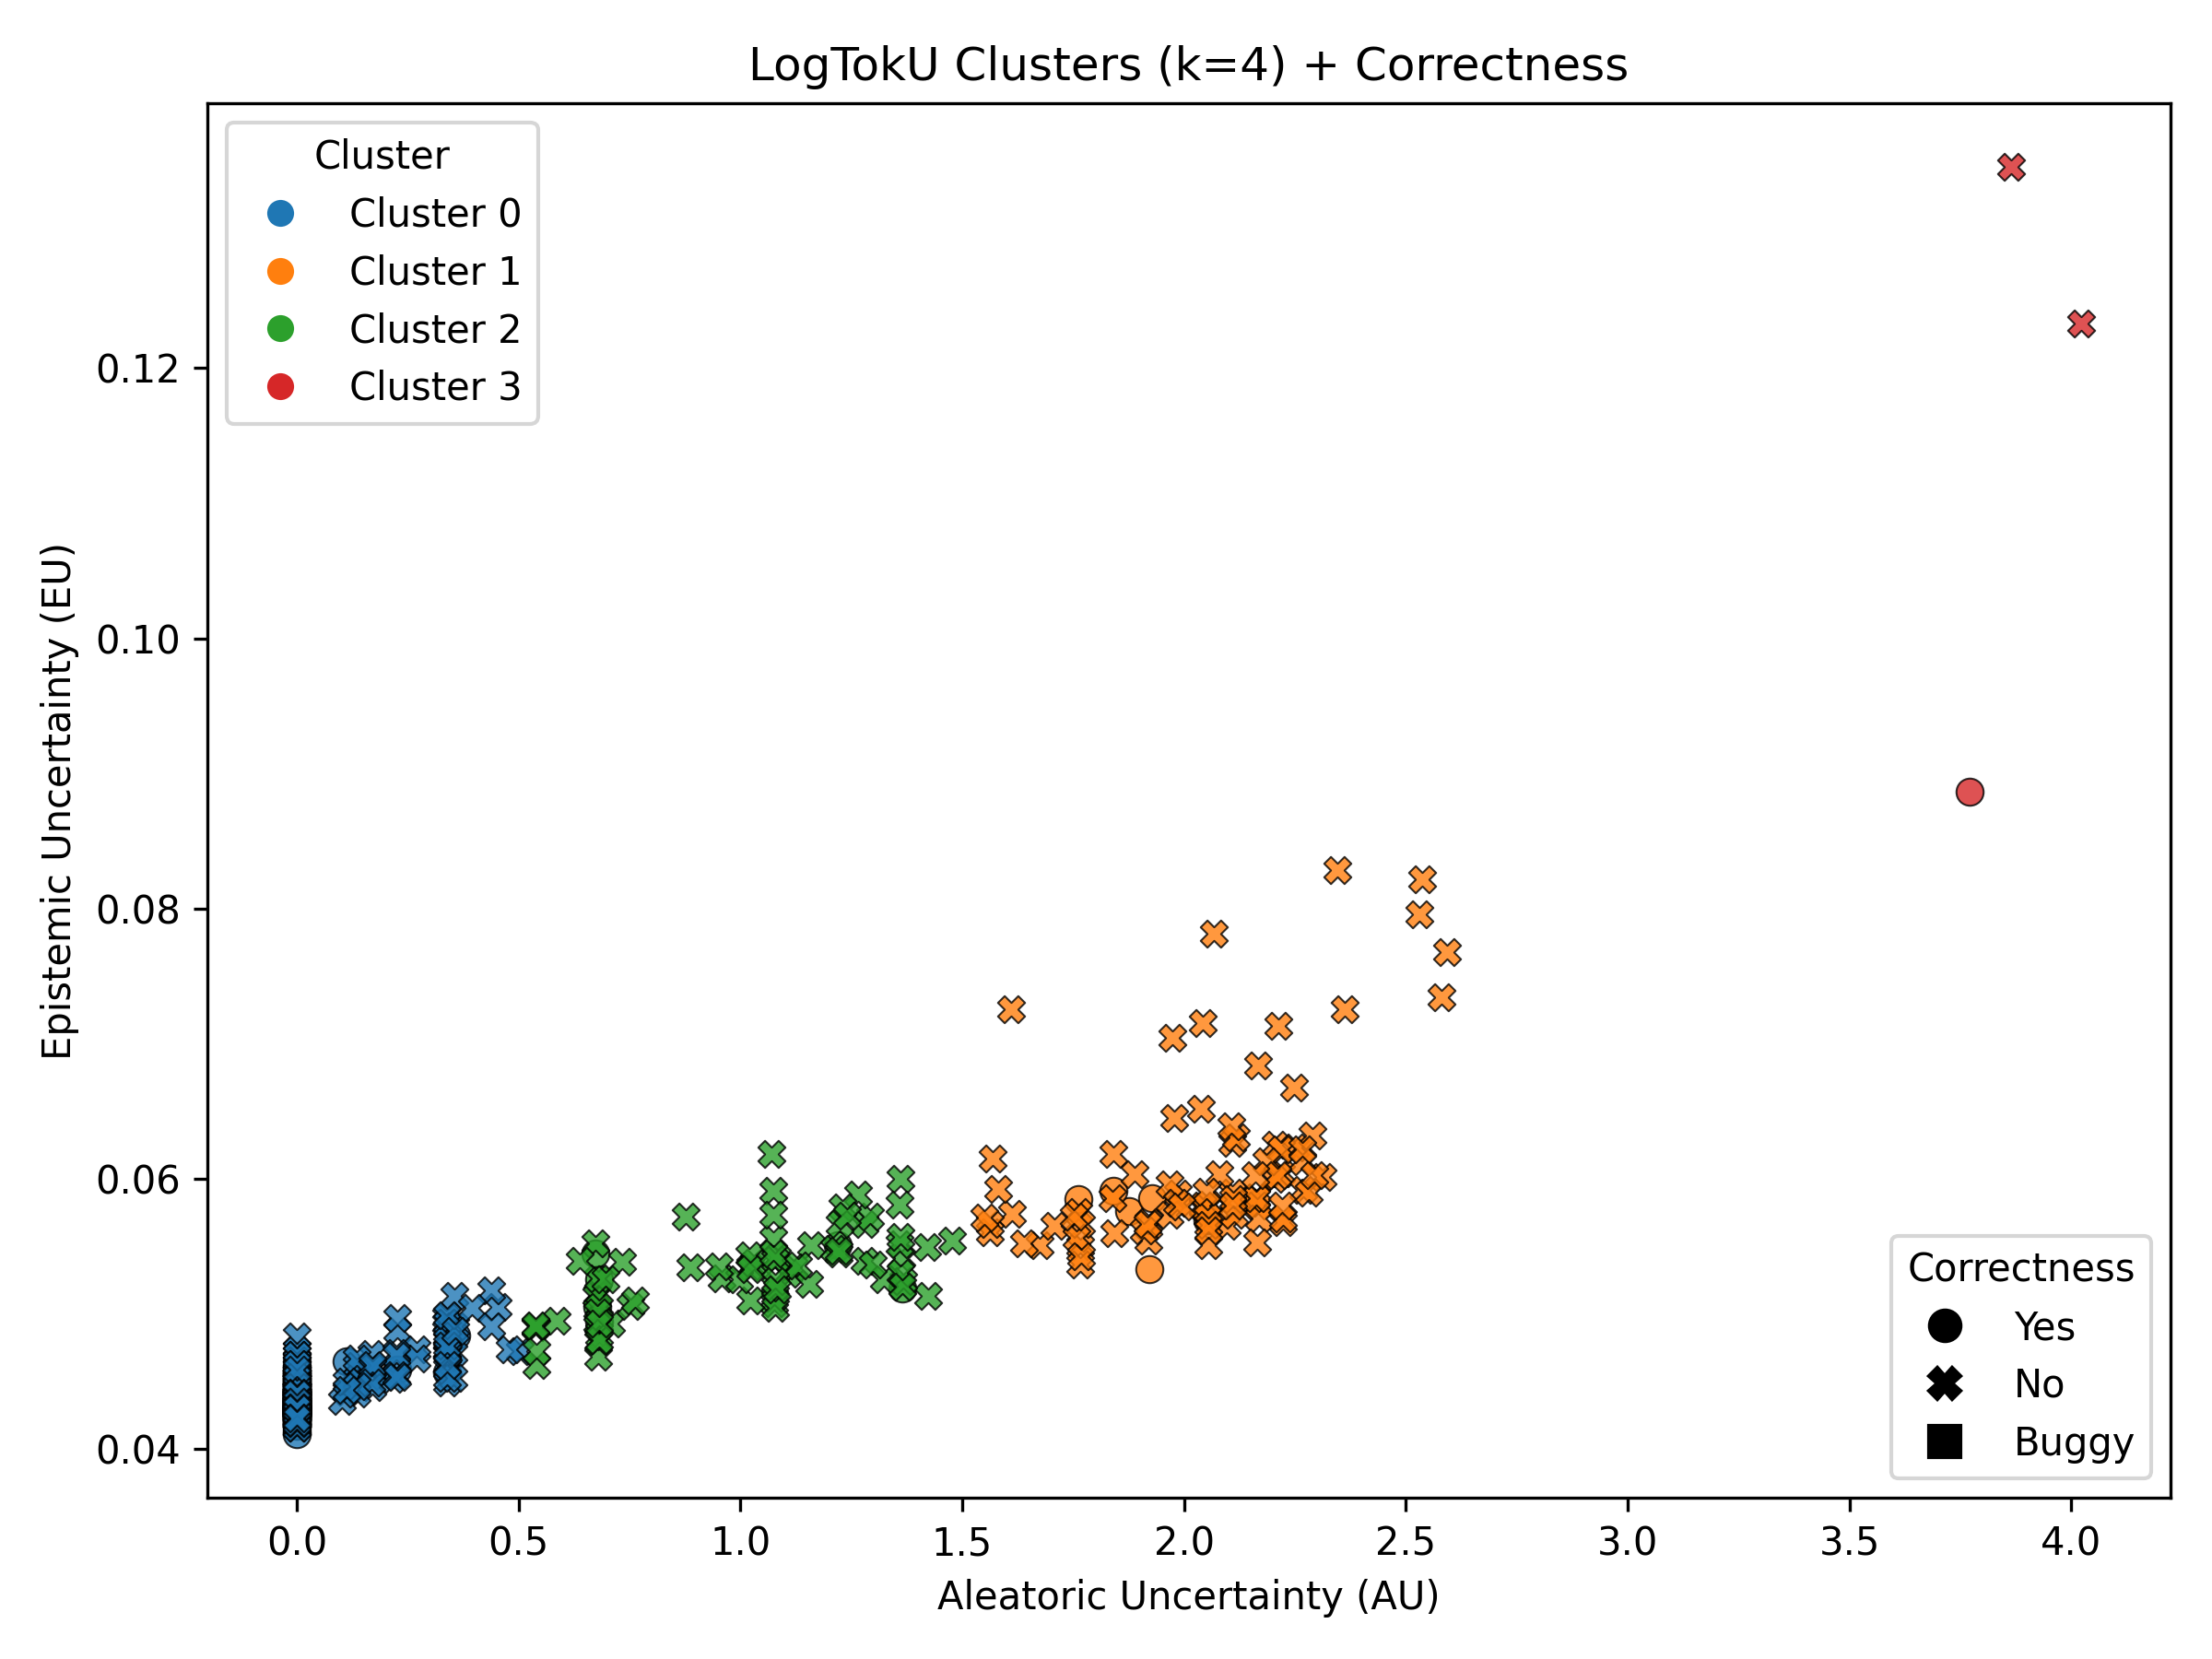 LogTokU Clusters (k=4) + Correctness
Cluster
Cluster 0
Cluster 1
Cluster 2
Cluster 3
0.12
0.10
0.08
0.06
0.04
Epistemic Uncertainty (EU)
Correctness
Yes
No
Buggy
0.0 0.5 1.0 1.5 2.0 2.5 3.0 3.5 4.0
Aleatoric Uncertainty (AU)